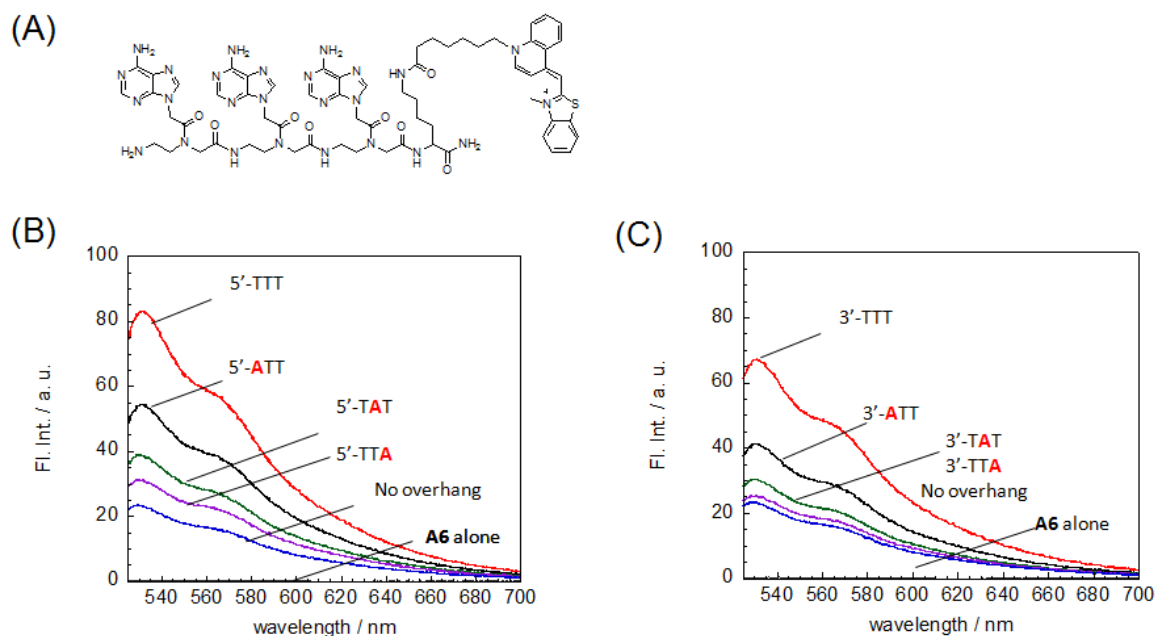 (A)
NH2
NH2
NH2
N
N
N
N
N
N
N
N
N
N
N
N
N
HN
O
N
+
S
O
O
O
H2N
N
O
N
H
N
O
N
H
N
O
N
H
NH2
O
(B)
100
80
60
40
20
0
Fl. Int. / a. u.
5’-TTT
5’-ATT
5’-TAT
5’-TTA
No overhang
A6 alone
540 560 580 600 620 640 660 680 700
wavelength / nm
(C)
100
80
60
40
20
0
Fl. Int. / a. u.
3’-TTT
3’-ATT
3’-TAT
3’-TTA
No overhang
A6 alone
540 560 580 600 620 640 660 680 700
wavelength / nm